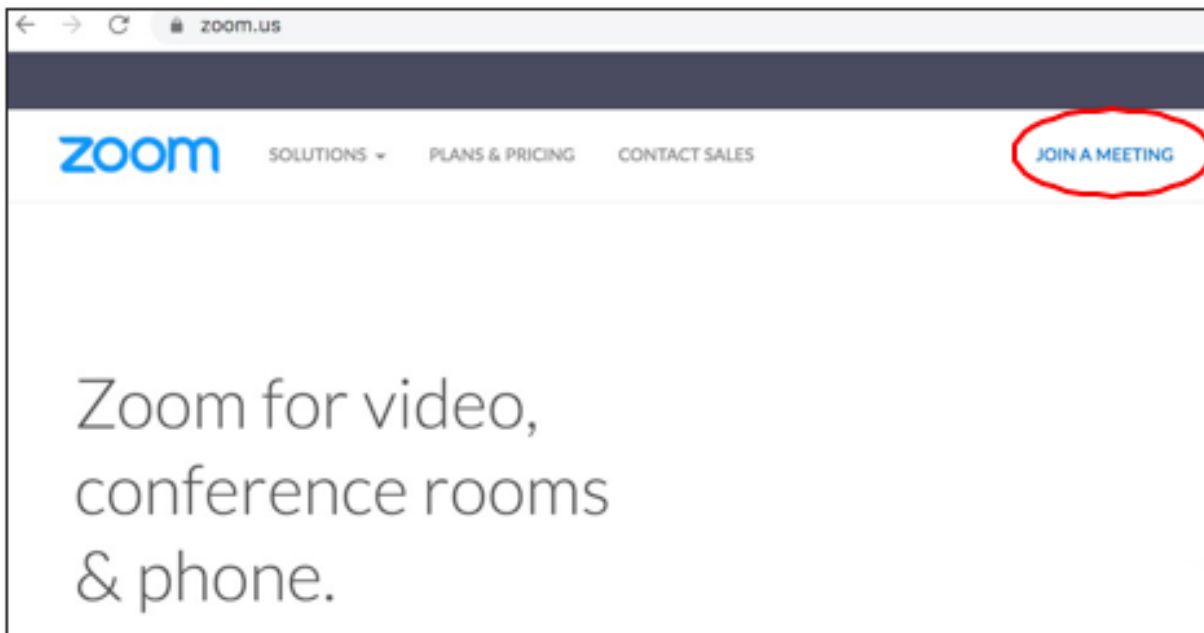 zoom.us
zoom SOLUTIONS PLANS & PRICING CONTACT SALES JOIN A MEETING
Zoom for video,
conference rooms
& phone.